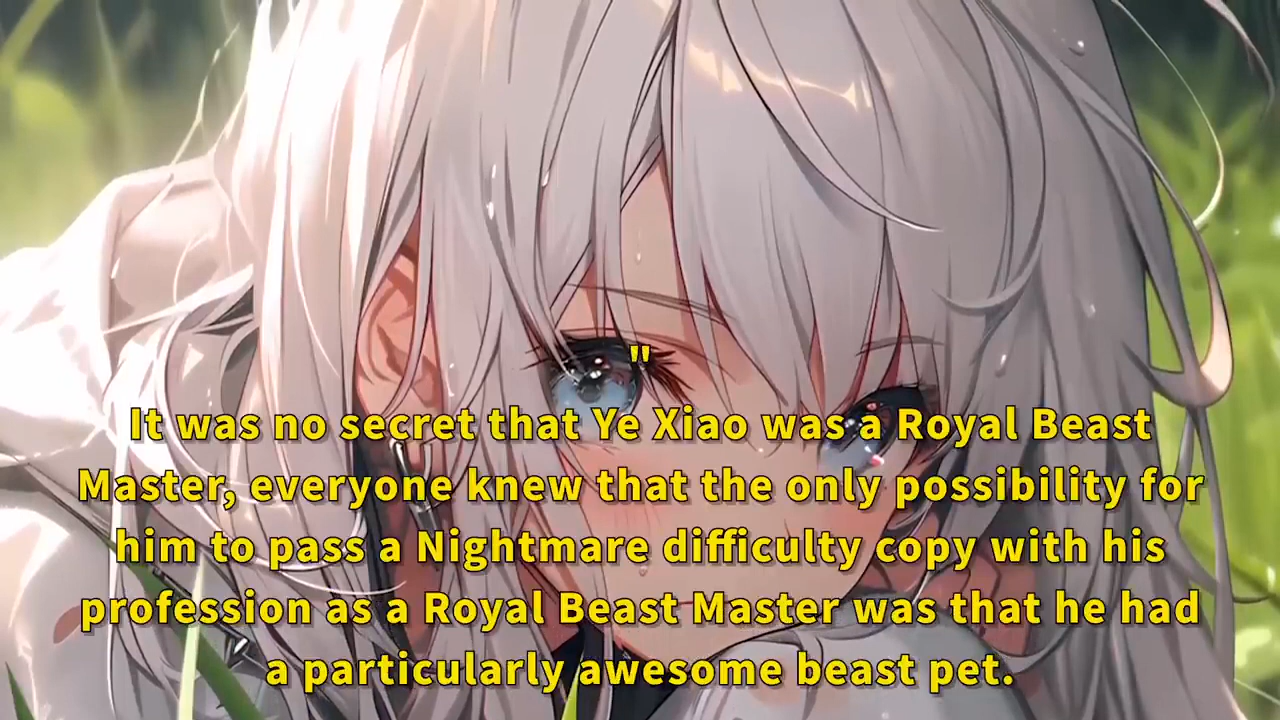 "
It was no secret that Ye Xiao was a Royal Beast
Master, everyone knew that the only possibility for
him to pass a Nightmare difficulty copy with his
profession as a Royal Beast Master was that he had
a particularly awesome beast pet.